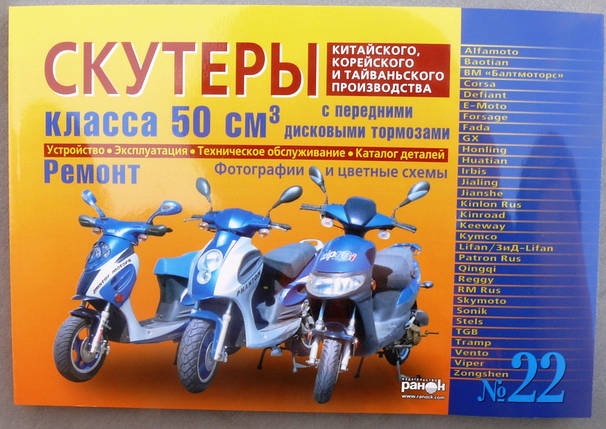 СКУТЕРЫ
КИТАЙСКОГО,
КОРЕЙСКОГО
И ТАЙВАНЬСКОГО
ПРОИЗВОДСТВА
класса 50 см³
с передними
дисковыми тормозами
Устройство • Эксплуатация • Техническое обслуживание • Каталог деталей
Ремонт
Фотографии и цветные схемы
Alfamoto
Baotian
BM «Балтмоторс»
Corsa
Defiant
E-Moto
Forsage
Fada
GX
Honling
Huatian
Irbis
Jialing
Jianshe
Kinlon Rus
Kinroad
Keeway
Kymco
Lifan/ЗиД-Lifan
Patron Rus
Qingqi
Reggy
RM Rus
Skymoto
Sonik
Stels
TGB
Tramp
Vento
Viper
Zongshen
№22
издательство
ранок
www.ranock.com